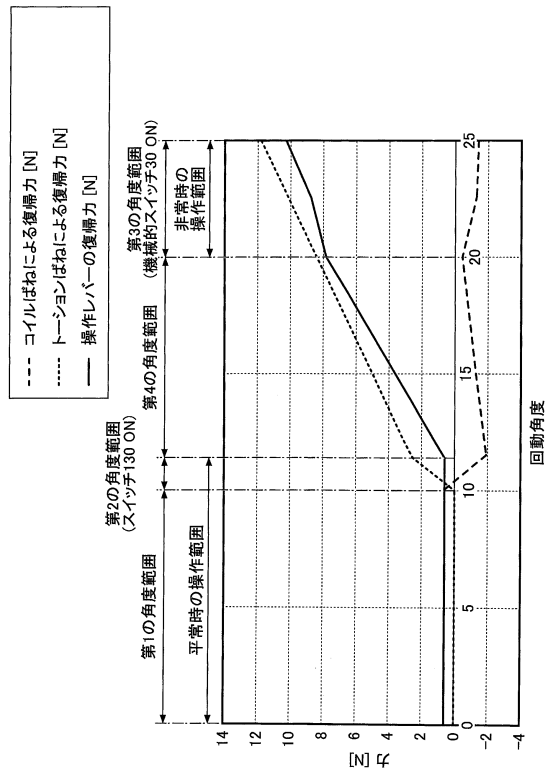 コイルばねによる復帰力 [N]
トーションばねによる復帰力 [N]
操作レバーの復帰力 [N]
第3の角度範囲
(機械的スイッチ30 ON)
非常時の
操作範囲
第4の角度範囲
第2の角度範囲
(スイッチ130 ON)
第1の角度範囲
平常時の操作範囲
14
12
10
8
6
4
2
0
-2
-4
力 [N]
0
5
10
15
20
25
回動角度